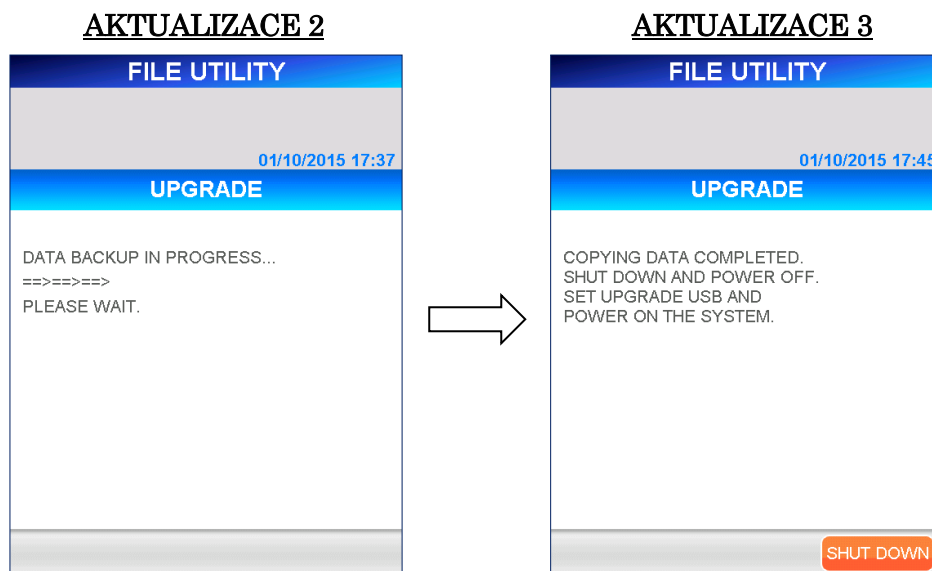 AKTUALIZACE 2
FILE UTILITY
01/10/2015 17:37
UPGRADE
DATA BACKUP IN PROGRESS...
==>==>==>
PLEASE WAIT.
AKTUALIZACE 3
FILE UTILITY
01/10/2015 17:45
UPGRADE
COPYING DATA COMPLETED.
SHUT DOWN AND POWER OFF.
SET UPGRADE USB AND
POWER ON THE SYSTEM.
SHUT DOWN